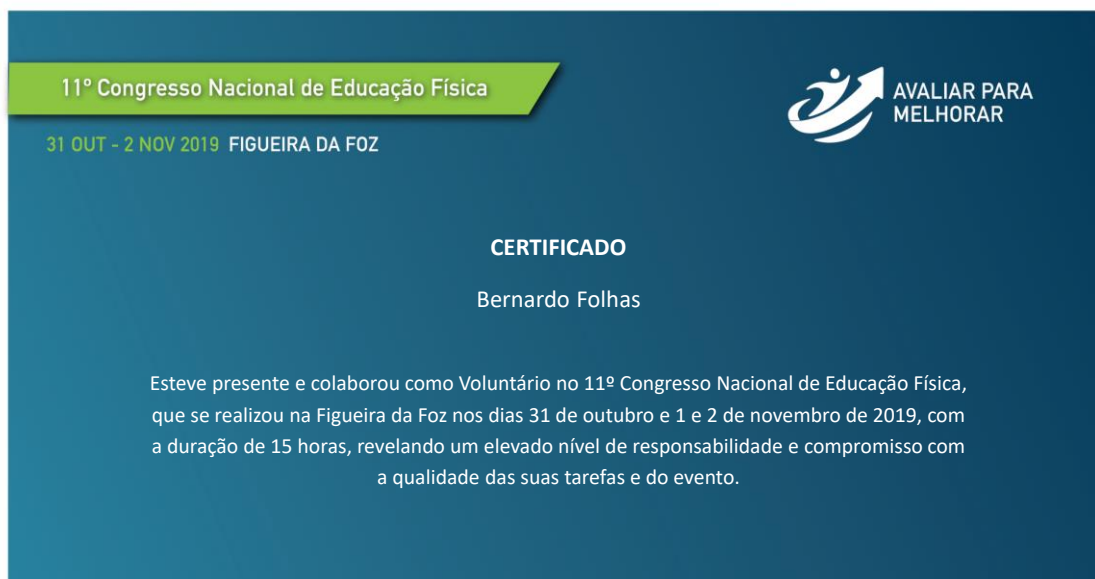 11º Congresso Nacional de Educação Física
AVALIAR PARA
MELHORAR
31 OUT - 2 NOV 2019 FIGUEIRA DA FOZ
CERTIFICADO
Bernardo Folhas
Esteve presente e colaborou como Voluntário no 11º Congresso Nacional de Educação Física,
que se realizou na Figueira da Foz nos dias 31 de outubro e 1 e 2 de novembro de 2019, com
a duração de 15 horas, revelando um elevado nível de responsabilidade e compromisso com
a qualidade das suas tarefas e do evento.